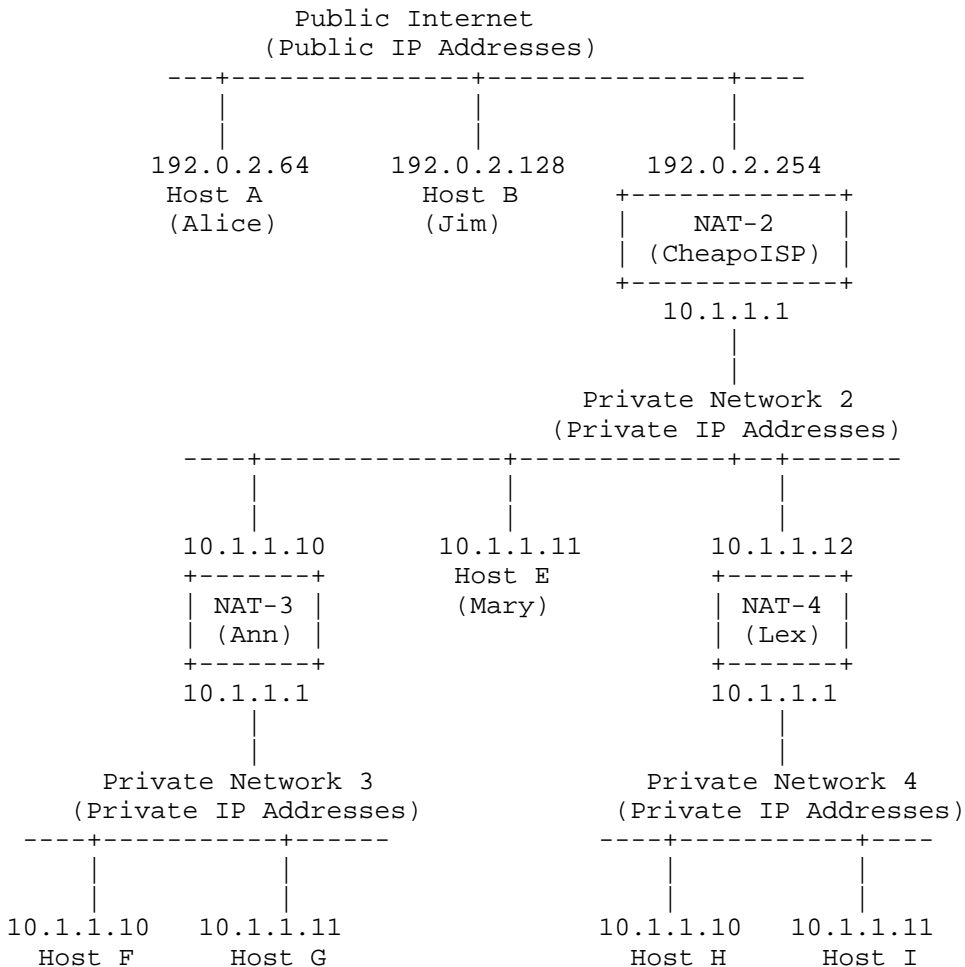 Public Internet
(Public IP Addresses)
192.0.2.64 192.0.2.128 192.0.2.254
Host A Host B
(Alice) (Jim) NAT-2
(CheapoISP)
10.1.1.1
Private Network 2
(Private IP Addresses)
10.1.1.10 10.1.1.11 10.1.1.12
Host E
NAT-3 (Mary) NAT-4
(Ann) (Lex)
10.1.1.1 10.1.1.1
Private Network 3 Private Network 4
(Private IP Addresses) (Private IP Addresses)
10.1.1.10 10.1.1.11 10.1.1.10 10.1.1.11
Host F Host G Host H Host I